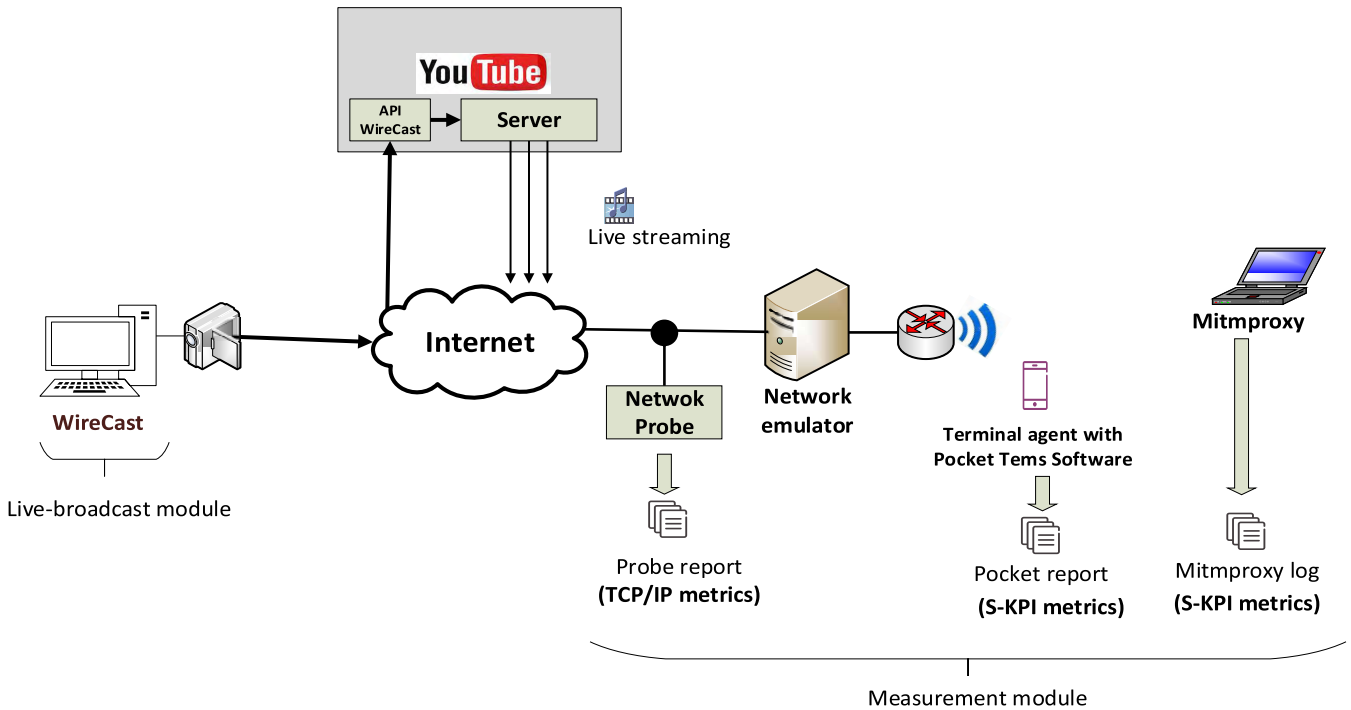 YouTube
API
WireCast
Server
Live streaming
Internet
WireCast
Live-broadcast module
Netwok
Probe
Network
emulator
Mitmproxy
Terminal agent with
Pocket Tems Software
Probe report
(TCP/IP metrics)
Pocket report
(S-KPI metrics)
Mitmproxy log
(S-KPI metrics)
Measurement module